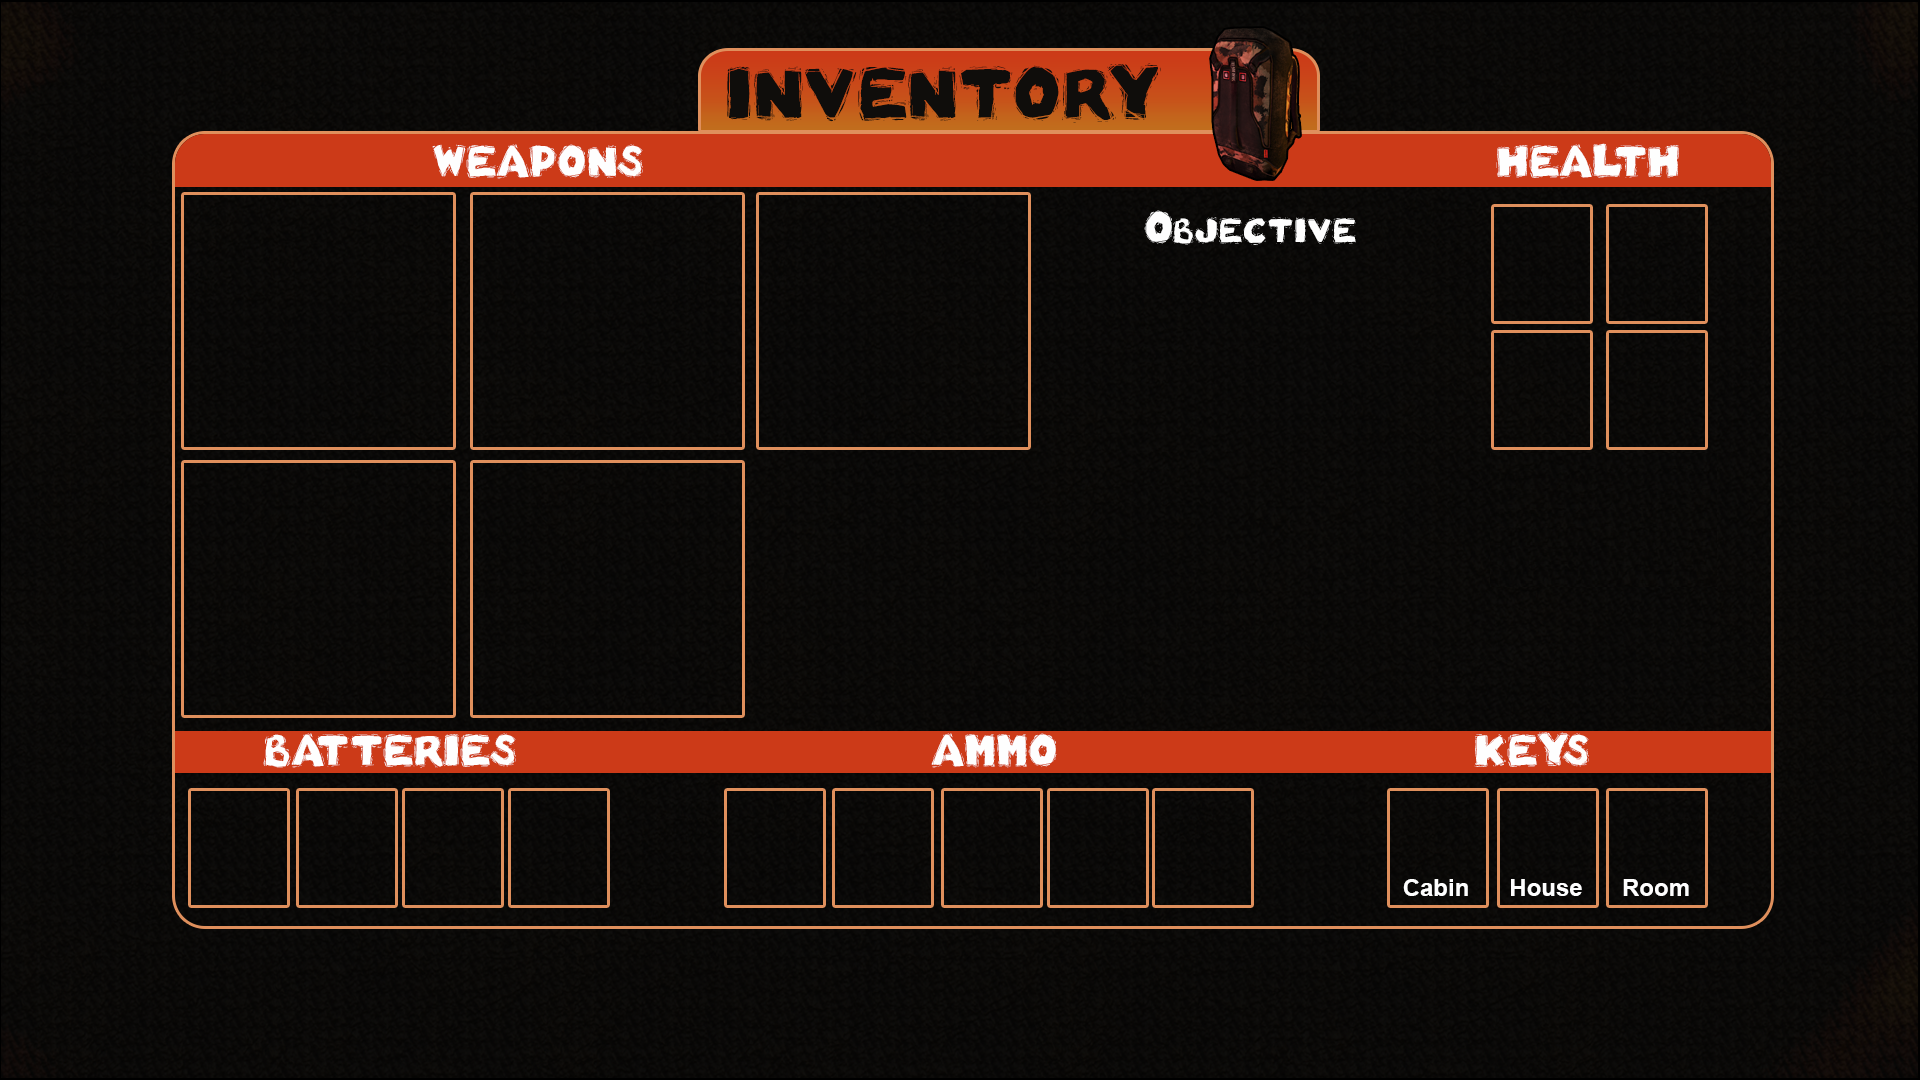 INVENTORY
WEAPONS
HEALTH
OBJECTIVE
BATTERIES
AMMO
KEYS
Cabin
House
Room